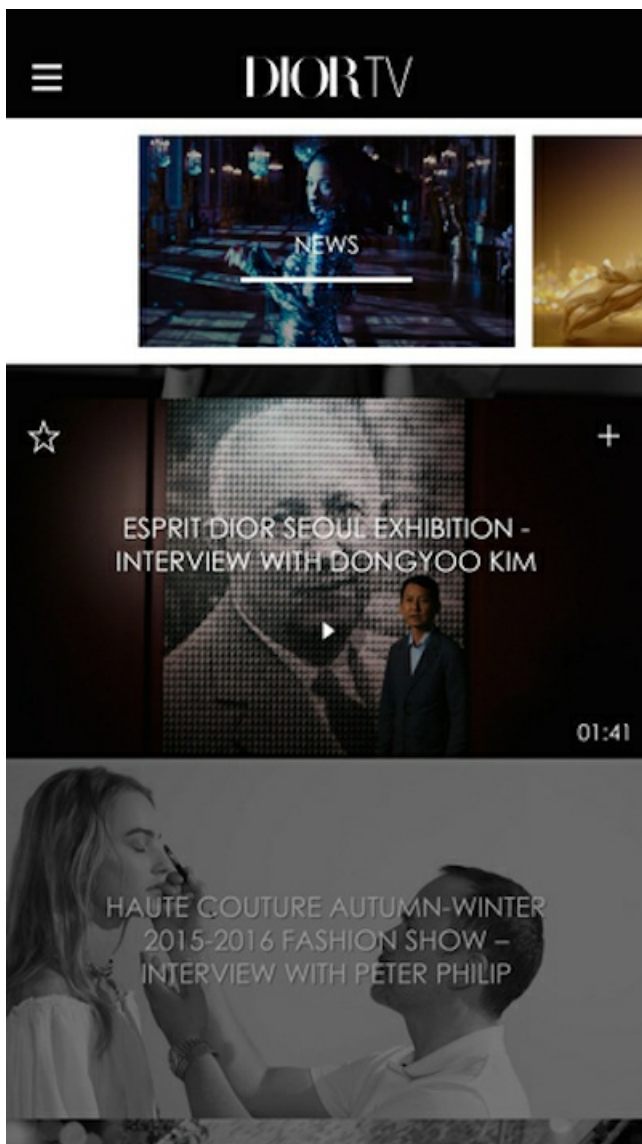 DIORTV
NEWS
ESPRIT DIOR SEOUL EXHIBITION -
INTERVIEW WITH DONGYOO KIM
01:41
HAUTE COUTURE AUTUMN-WINTER
2015-2016 FASHION SHOW –
INTERVIEW WITH PETER PHILIP